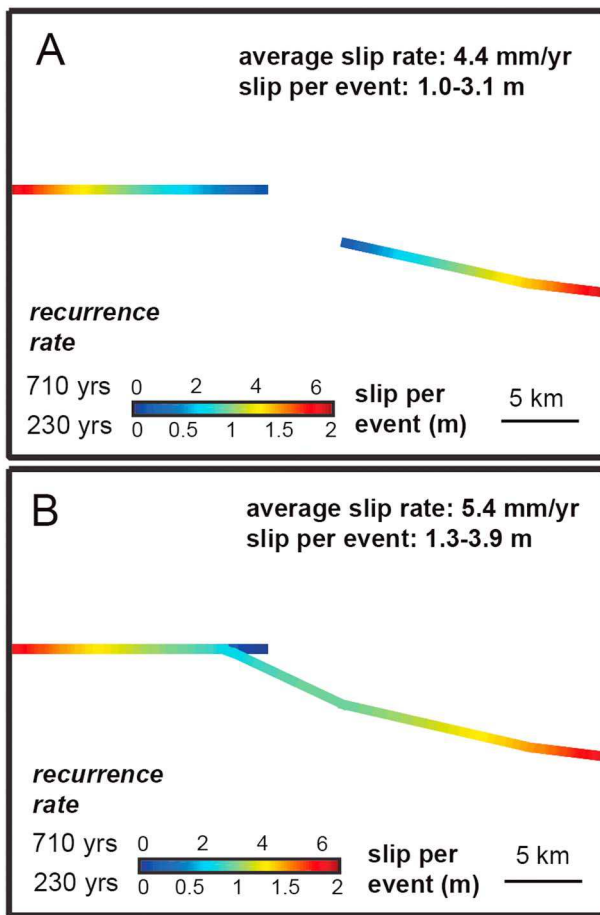 A
average slip rate: 4.4 mm/yr
slip per event: 1.0-3.1 m
recurrence
rate
710 yrs 0 2 4 6 slip per
230 yrs 0 0.5 1 1.5 2 event (m) 5 km
B
average slip rate: 5.4 mm/yr
slip per event: 1.3-3.9 m
recurrence
rate
710 yrs 0 2 4 6 slip per
230 yrs 0 0.5 1 1.5 2 event (m) 5 km